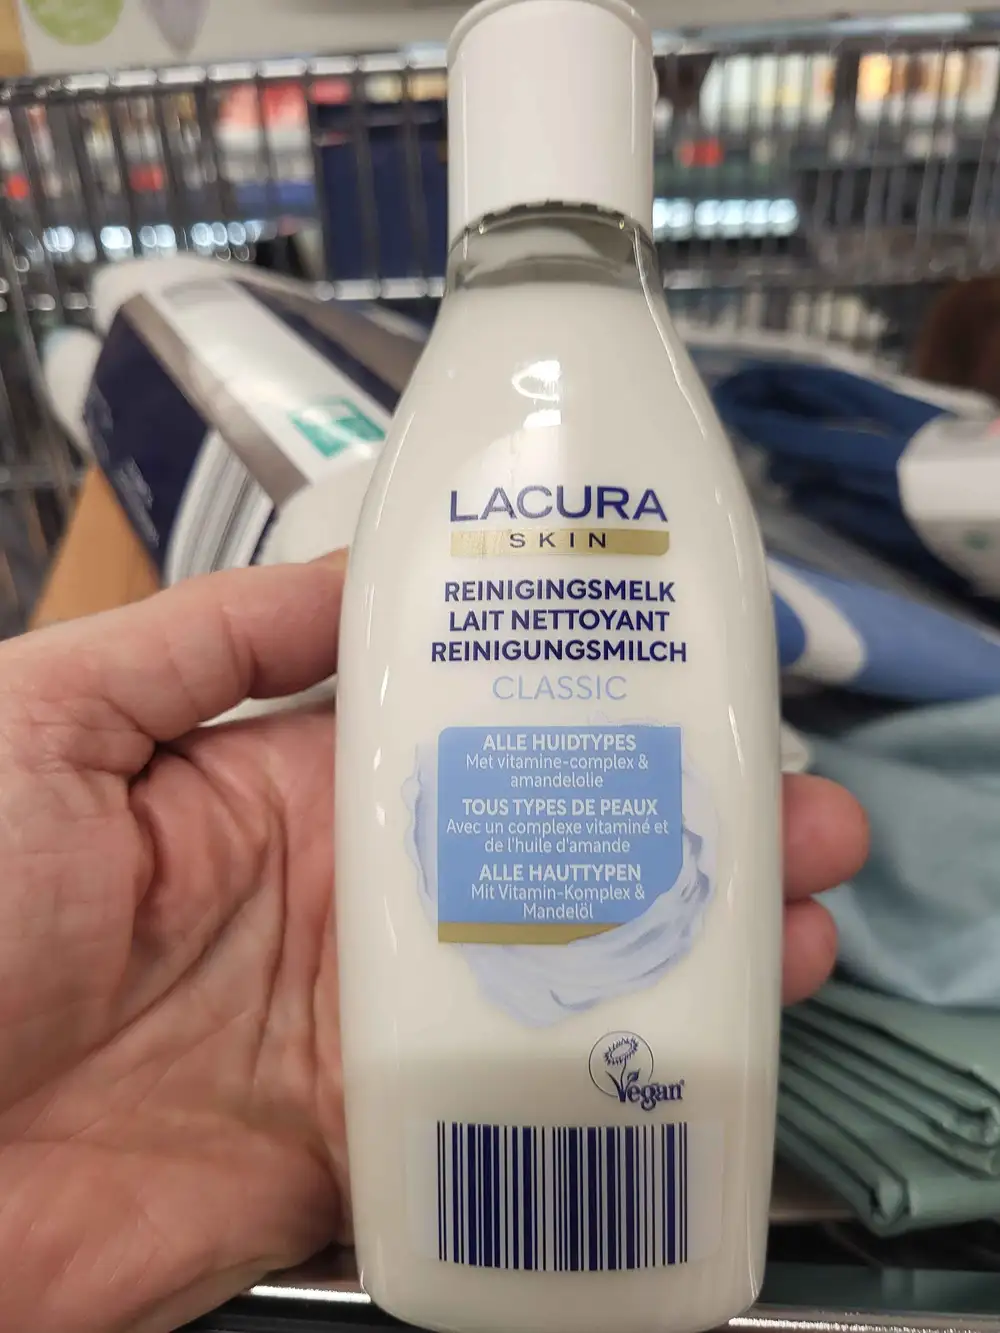 LACURA
SKIN
REINIGINGSMELK
LAIT NETTOYANT
REINIGUNGSMILCH
CLASSIC
ALLE HUIDTYPES
Met vitamine-complex &
amandelolie
TOUS TYPES DE PEAUX
Avec un complexe vitaminé et
de l'huile d'amande
ALLE HAUTTYPEN
Mit Vitamin-Komplex &
Mandelöl
Vegan